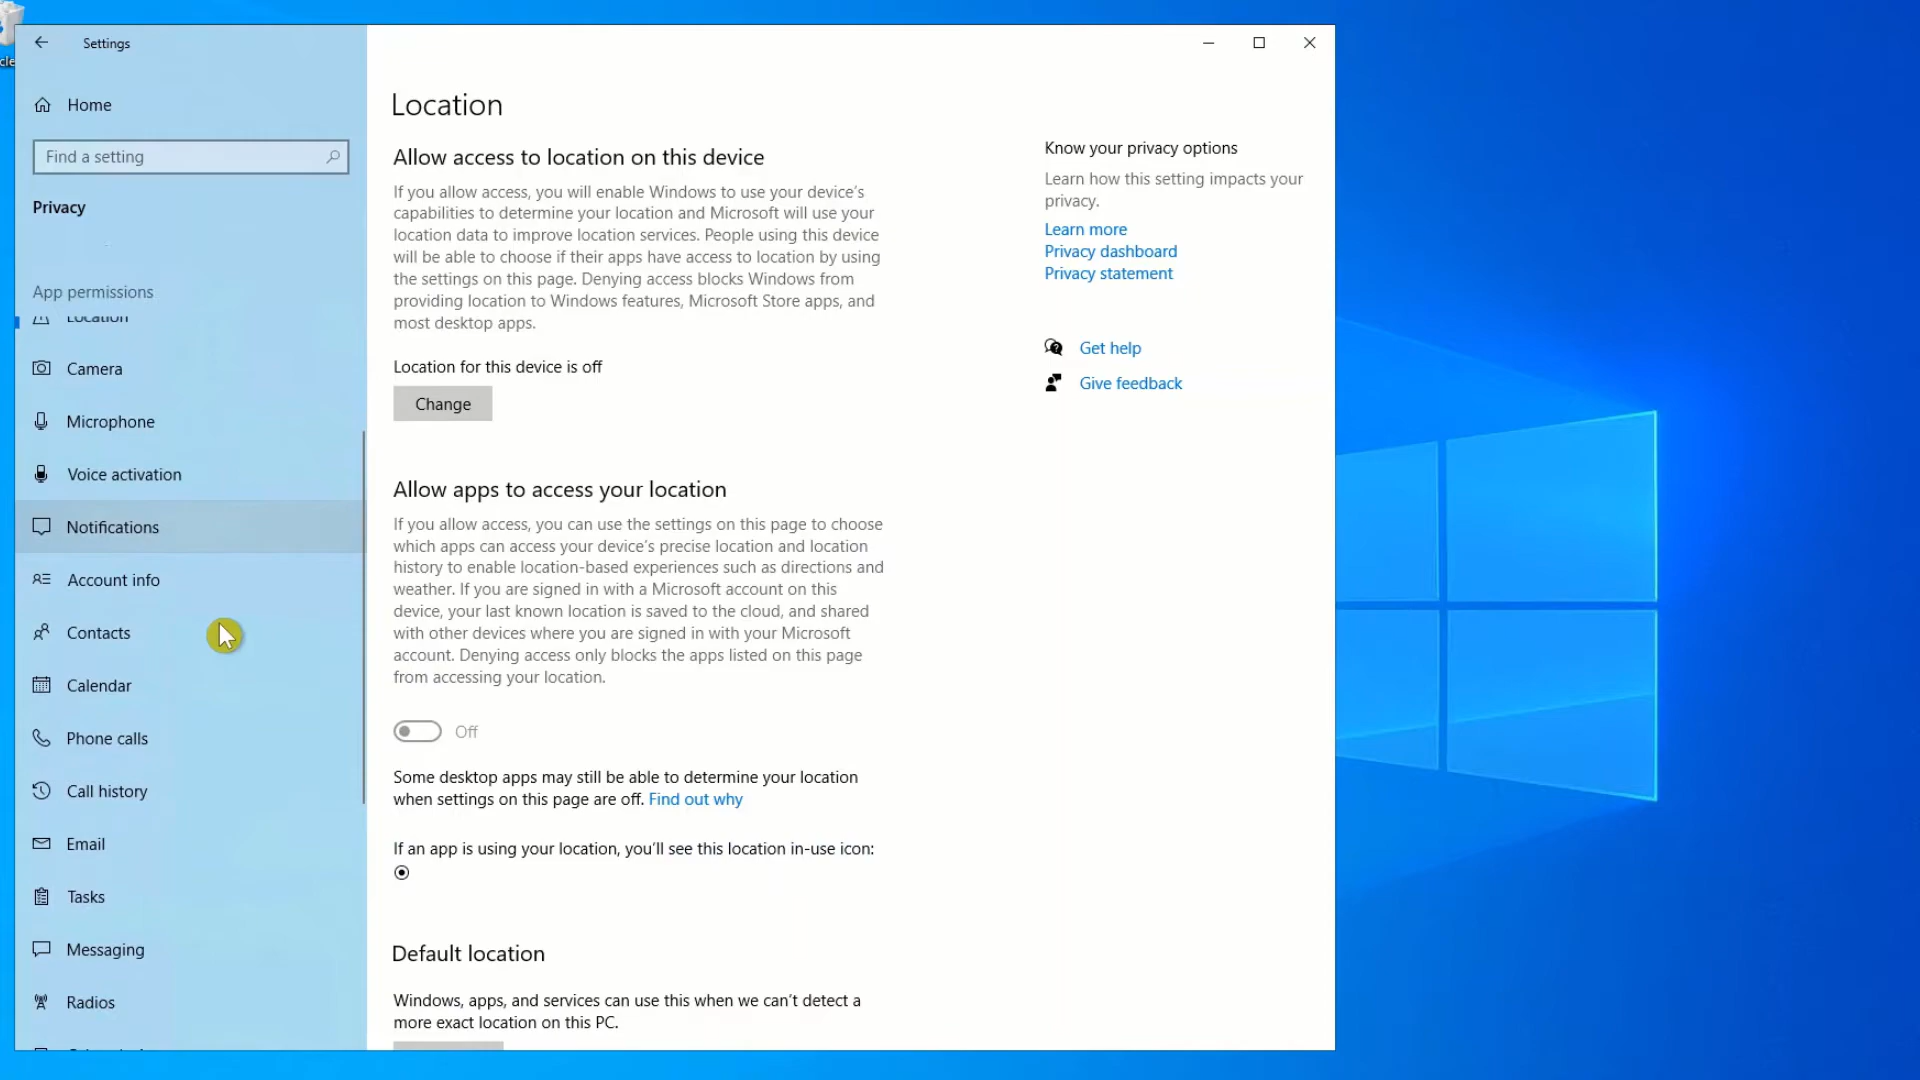 cle
Settings
Home
Find a setting
Privacy
App permissions
Location
Camera
Microphone
Voice activation
Notifications
Account info
Contacts
Calendar
Phone calls
Call history
Email
Tasks
Messaging
Radios
Location
Allow access to location on this device
If you allow access, you will enable Windows to use your device's
capabilities to determine your location and Microsoft will use your
location data to improve location services. People using this device
will be able to choose if their apps have access to location by using
the settings on this page. Denying access blocks Windows from
providing location to Windows features, Microsoft Store apps, and
most desktop apps.
Location for this device is off
Change
Allow apps to access your location
If you allow access, you can use the settings on this page to choose
which apps can access your device's precise location and location
history to enable location-based experiences such as directions and
weather. If you are signed in with a Microsoft account on this
device, your last known location is saved to the cloud, and shared
with other devices where you are signed in with your Microsoft
account. Denying access only blocks the apps listed on this page
from accessing your location.
Off
Some desktop apps may still be able to determine your location
when settings on this page are off. Find out why
If an app is using your location, you'll see this location in-use icon:
Default location
Windows, apps, and services can use this when we can't detect a
more exact location on this PC.
Know your privacy options
Learn how this setting impacts your
privacy.
Learn more
Privacy dashboard
Privacy statement
Get help
Give feedback